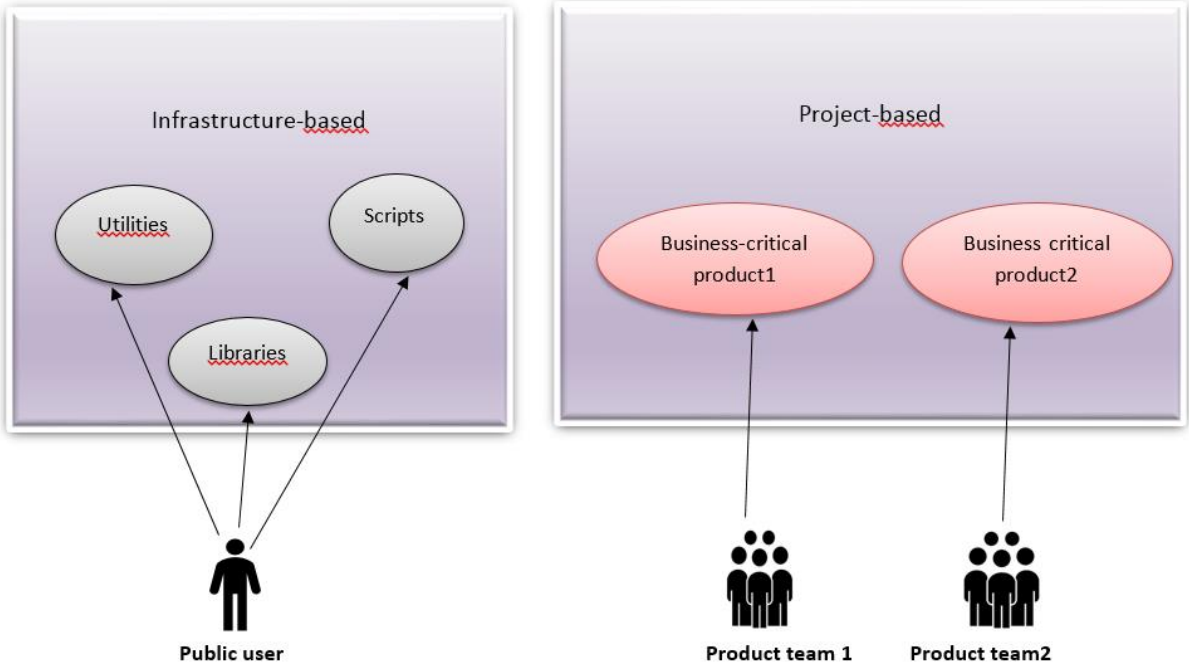 Infrastructure-based
Utilities
Scripts
Libraries
Public user
Project-based
Business-critical
product1
Business critical
product2
Product team 1
Product team2